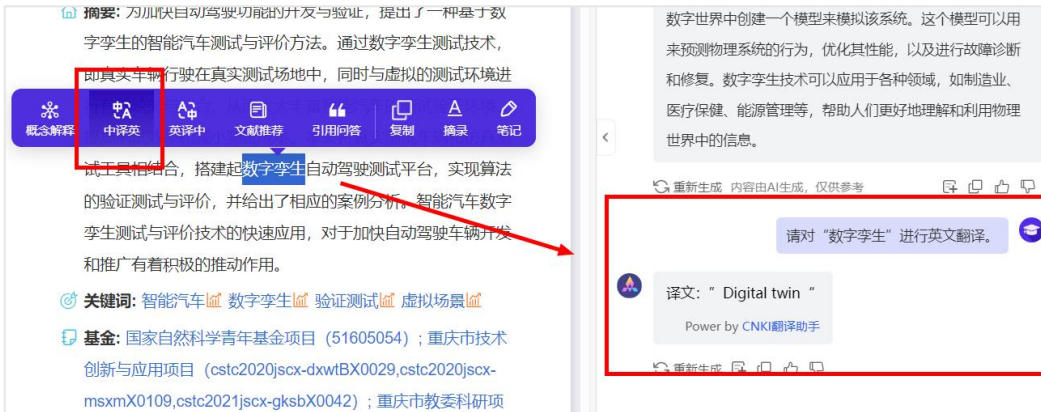 摘要: 为加快自动驾驶功能的开发与验证，提出了一种基于数
字孪生的智能汽车测试与评价方法。通过数字孪生测试技术，
即真实车辆行驶在真实测试场地中，同时与虚拟的测试环境进
概念解释 中译英 英译中 文献推荐 引用问答 复制 摘录 笔记
试工具相结合，搭建起数字孪生自动驾驶测试平台，实现算法
的验证测试与评价，并给出了相应的案例分析。智能汽车数字
孪生测试与评价技术的快速应用，对于加快自动驾驶车辆开发
和推广有着积极的推动作用。
关键词: 智能汽车 数字孪生 验证测试 虚拟场景
基金: 国家自然科学青年基金项目（51605054）; 重庆市技术
创新与应用项目（cstc2020jscx-dxwtBX0029,cstc2020jscx-
msxmX0109,cstc2021jscx-gksbX0042）; 重庆市教委科研项
数字世界中创建一个模型来模拟该系统。这个模型可以用
来预测物理系统的行为，优化其性能，以及进行故障诊断
和修复。数字孪生技术可以应用于各种领域，如制造业、
医疗保健、能源管理等，帮助人们更好地理解和利用物理
世界中的信息。
重新生成 内容由AI生成，仅供参考
请对“数字孪生”进行英文翻译。
译文:“ Digital twin “
Power by CNKI翻译助手
重新生成